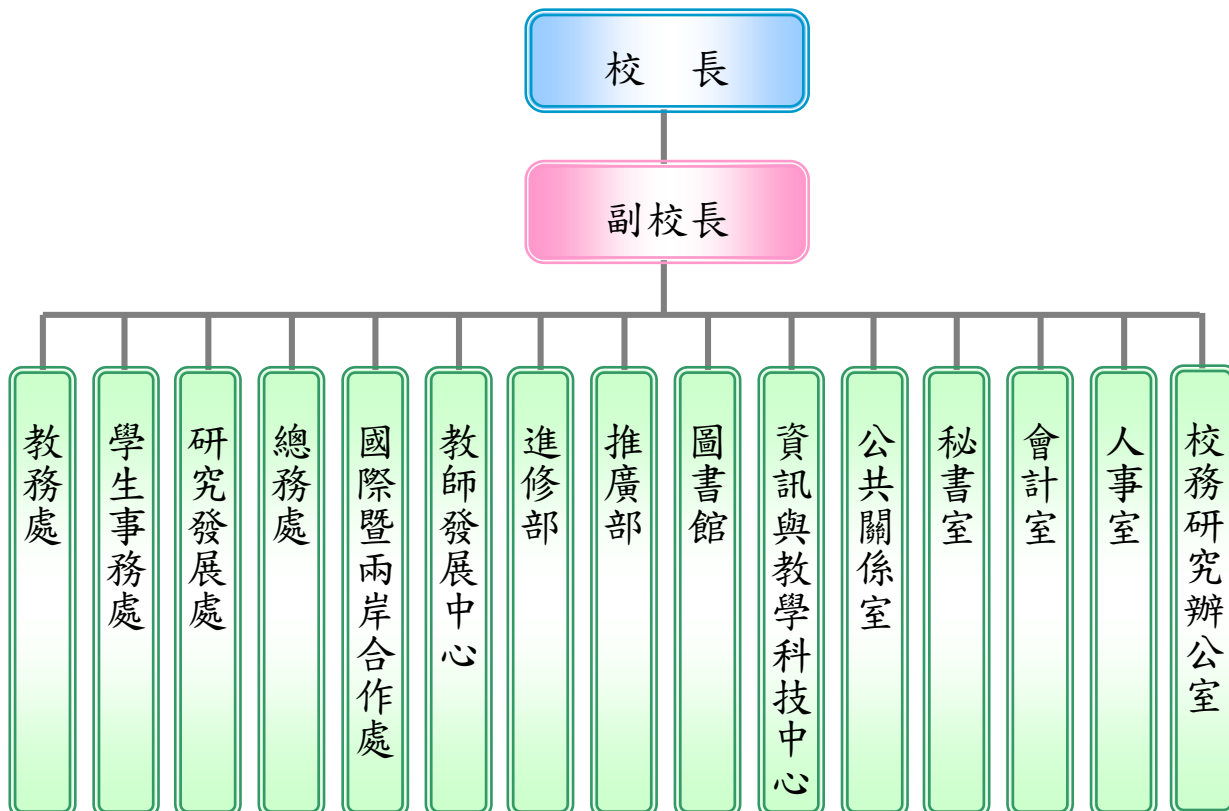 校　長
副校長
教務處
學生事務處
研究發展處
總務處
國際暨兩岸合作處
教師發展中心
進修部
推廣部
圖書館
資訊與教學科技中心
公共關係室
秘書室
會計室
人事室
校務研究辦公室